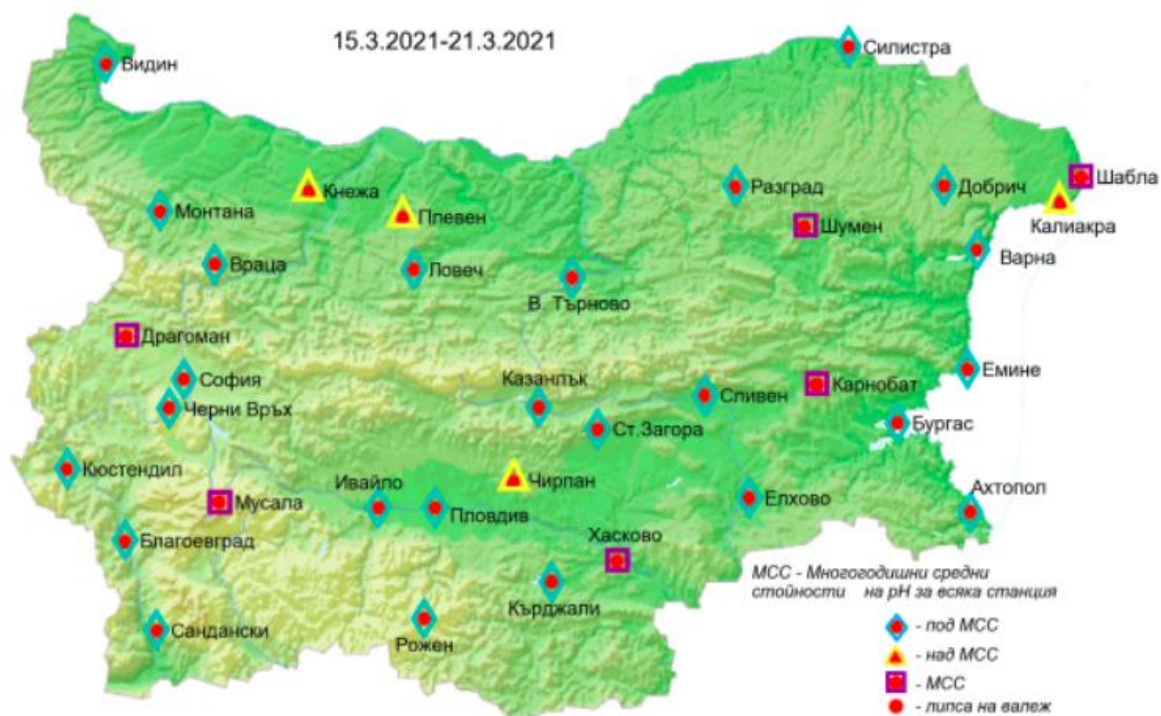 15.3.2021-21.3.2021
Силистра
Видин
Кнежа
Разград
Добрич
Шабла
Монтана
Плевен
Шумен
Калиакра
Враца
Ловеч
Варна
В. Търново
Драгоман
София
Казанлък
Сливен
Карнобат
Емине
Черни Връх
Ст.Загора
Бургас
Кюстендил
Ивайло
Чирпан
Ахтопол
Мусала
Пловдив
Елхово
Благоевград
Хасково
Кърджали
Сандански
Рожен
МСС - Многогодишни средни
стойности на pH за всяка станция
- под МСС
- над МСС
- МСС
- липса на валеж